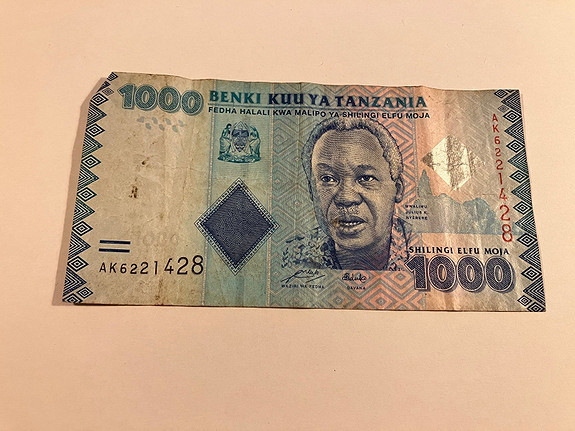 1000 BENKI KUU YA TANZANIA
FEDHA HALALI KWA MALIPO YA SHILINGI ELFU MOJA
AK6221428
MWALIMU
JULIUS K.
NYERERE
SHILINGI ELFU MOJA
1000
AK6221428
WAZIRI WA FEDHA
GAVANA